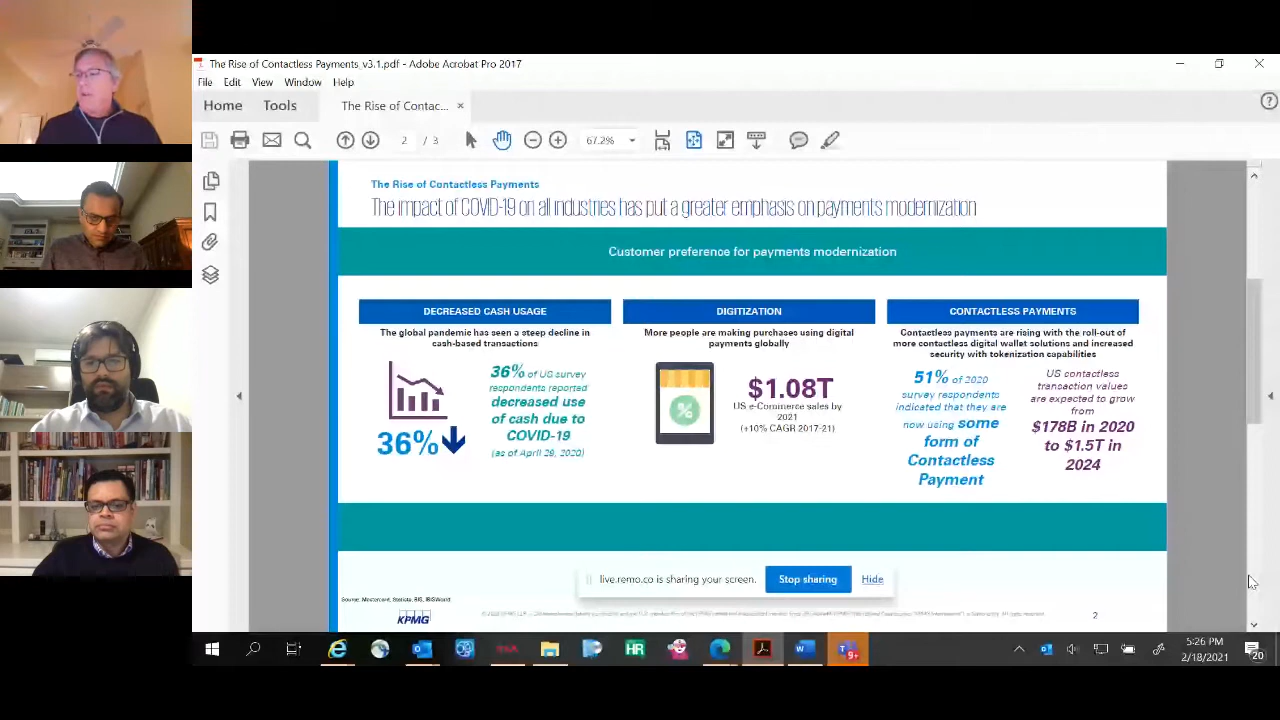 The Rise of Contactless Payments_v3.1.pdf - Adobe Acrobat Pro 2017
File Edit View Window Help
Home Tools The Rise of Contac... ×
2 / 3 67.2%
The Rise of Contactless Payments
The impact of COVID-19 on all industries has put a greater emphasis on payments modernization
Customer preference for payments modernization
DECREASED CASH USAGE
The global pandemic has seen a steep decline in
cash-based transactions
36%
36% of US survey
respondents reported
decreased use
of cash due to
COVID-19
(as of April 28, 2020)
DIGITIZATION
More people are making purchases using digital
payments globally
%
$1.08T
US e-Commerce sales by
2021
(+10% CAGR 2017-21)
CONTACTLESS PAYMENTS
Contactless payments are rising with the roll-out of
more contactless digital wallet solutions and increased
security with tokenization capabilities
51% of 2020
survey respondents
indicated that they are
now using some
form of
Contactless
Payment
US contactless
transaction values
are expected to grow
from
$178B in 2020
to $1.5T in
2024
live.remo.co is sharing your screen. Stop sharing Hide
Source: Mastercard, Statista, BIS, IBISWorld
KPMG
2
HR
9+
5:26 PM
2/18/2021
20